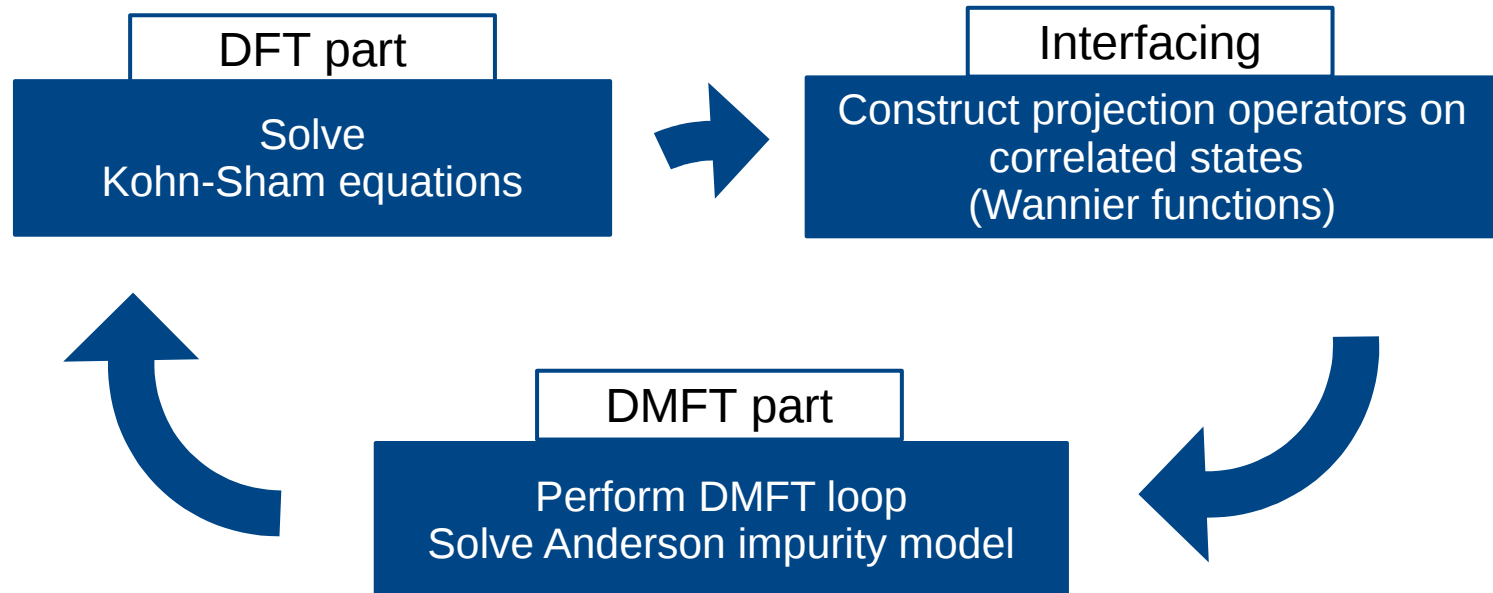 DFT part
Solve
Kohn-Sham equations
Interfacing
Construct projection operators on
correlated states
(Wannier functions)
DMFT part
Perform DMFT loop
Solve Anderson impurity model